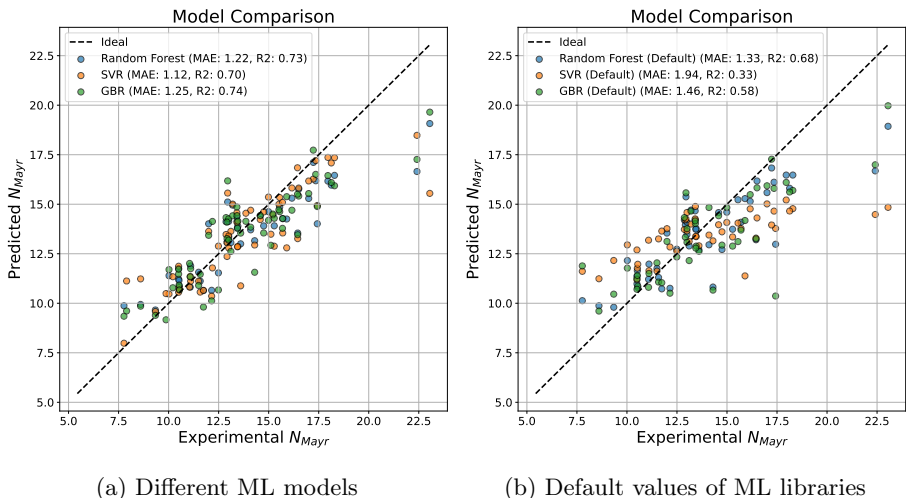 Model Comparison
Ideal
Random Forest (MAE: 1.22, R2: 0.73)
SVR (MAE: 1.12, R2: 0.70)
GBR (MAE: 1.25, R2: 0.74)
22.5
20.0
17.5
15.0
12.5
10.0
7.5
5.0
Predicted N_Mayr
5.0 7.5 10.0 12.5 15.0 17.5 20.0 22.5
Experimental N_Mayr
(a) Different ML models
Model Comparison
Ideal
Random Forest (Default) (MAE: 1.33, R2: 0.68)
SVR (Default) (MAE: 1.94, R2: 0.33)
GBR (Default) (MAE: 1.46, R2: 0.58)
22.5
20.0
17.5
15.0
12.5
10.0
7.5
5.0
Predicted N_Mayr
5.0 7.5 10.0 12.5 15.0 17.5 20.0 22.5
Experimental N_Mayr
(b) Default values of ML libraries